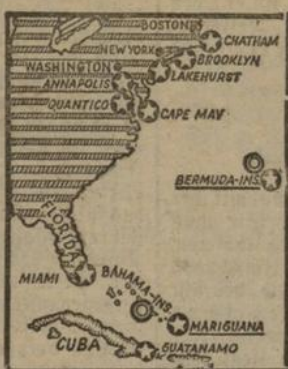 BOSTON
CHATHAM
NEW YORK
BROOKLYN
WASHINGTON
LAKEHURST
ANNAPOLIS
QUANTICO
CAPE MAY
BERMUDA-INS
FLORIDA
MIAMI
BAHAMA-INS
MARIGUANA
CUBA
GUATANAMO